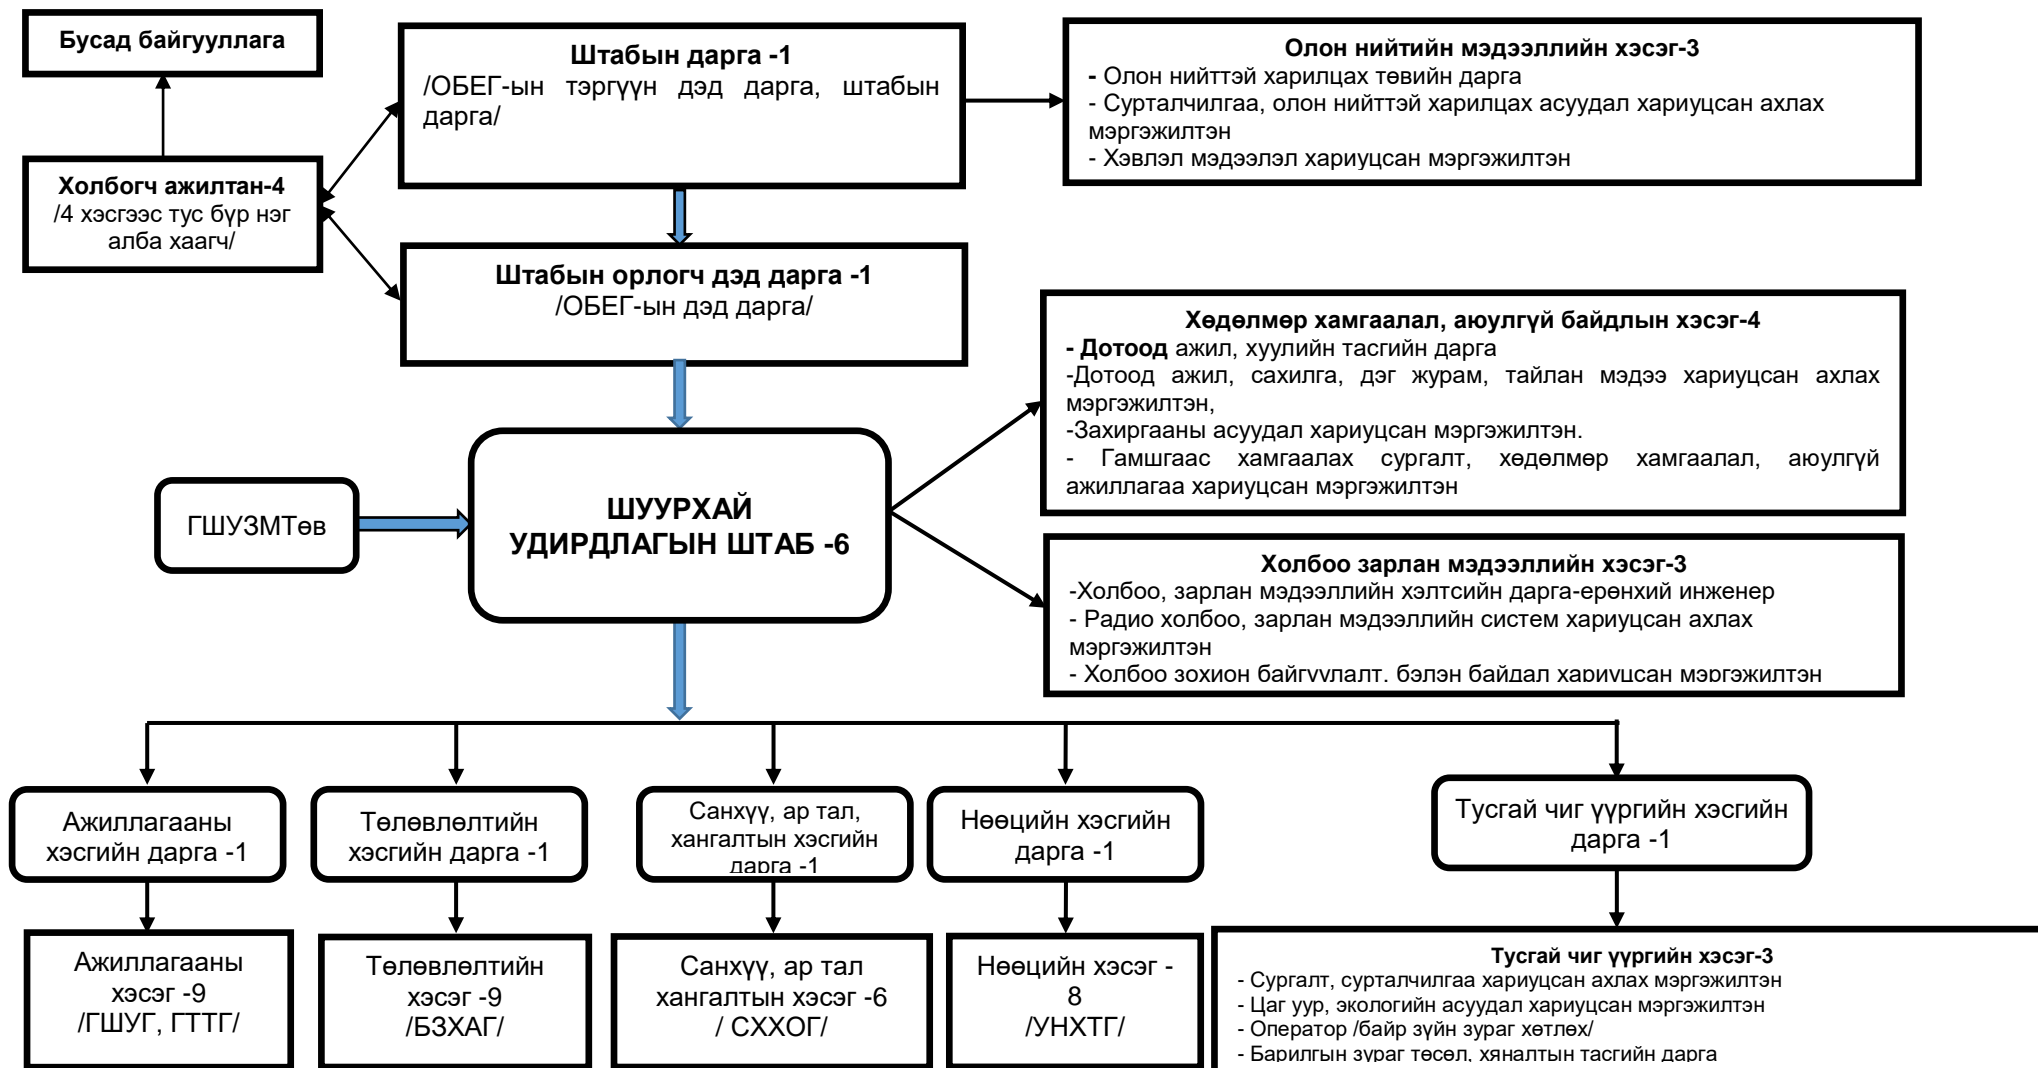 Бусад байгууллага
Штабын дарга -1
/ОБЕГ-ын тэргүүн дэд дарга, штабын
дарга/
Олон нийтийн мэдээллийн хэсэг-3
- Олон нийттэй харилцах төвийн дарга
- Сурталчилгаа, олон нийттэй харилцах асуудал хариуцсан ахлах
мэргэжилтэн
- Хэвлэл мэдээлэл хариуцсан мэргэжилтэн
Холбогч ажилтан-4
/4 хэсгээс тус бүр нэг
алба хаагч/
Штабын орлогч дэд дарга -1
/ОБЕГ-ын дэд дарга/
Хөдөлмөр хамгаалал, аюулгүй байдлын хэсэг-4
- Дотоод ажил, хуулийн тасгийн дарга
-Дотоод ажил, сахилга, дэг журам, тайлан мэдээ хариуцсан ахлах
мэргэжилтэн,
-Захиргааны асуудал хариуцсан мэргэжилтэн.
- Гамшгаас хамгаалах сургалт, хөдөлмөр хамгаалал, аюулгүй
ажиллагаа хариуцсан мэргэжилтэн
ГШУЗМТөв
ШУУРХАЙ
УДИРДЛАГЫН ШТАБ -6
Холбоо зарлан мэдээллийн хэсэг-3
-Холбоо, зарлан мэдээллийн хэлтсийн дарга-ерөнхий инженер
- Радио холбоо, зарлан мэдээллийн систем хариуцсан ахлах
мэргэжилтэн
- Холбоо зохион байгуулалт, бэлэн байдал хариуцсан мэргэжилтэн
Ажиллагааны
хэсгийн дарга -1
Төлөвлөлтийн
хэсгийн дарга -1
Санхүү, ар тал,
хангалтын хэсгийн
дарга -1
Нөөцийн хэсгийн
дарга -1
Тусгай чиг үүргийн хэсгийн
дарга -1
Ажиллагааны
хэсэг -9
/ГШУГ, ГТТГ/
Төлөвлөлтийн
хэсэг -9
/БЗХАГ/
Санхүү, ар тал
хангалтын хэсэг -6
/ СХХОГ/
Нөөцийн хэсэг -
8
/УНХТГ/
Тусгай чиг үүргийн хэсэг-3
- Сургалт, сурталчилгаа хариуцсан ахлах мэргэжилтэн
- Цаг уур, экологийн асуудал хариуцсан мэргэжилтэн
- Оператор /байр зүйн зураг хөтлөх/
- Барилгын зураг төсөл, хяналтын тасгийн дарга